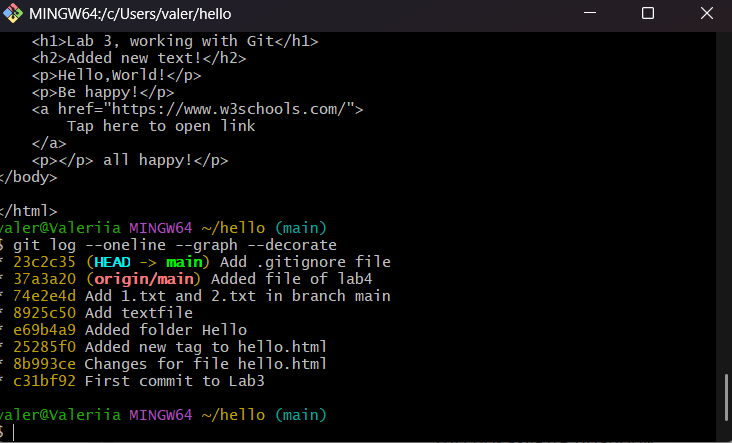 MINGW64:/c/Users/valer/hello
<h1>Lab 3, working with Git</h1>
<h2>Added new text!</h2>
<p>Hello,World!</p>
<p>Be happy!</p>
<a href="https://www.w3schools.com/">
Tap here to open link
</a>
<p></p> all happy!</p>
</body>
</html>
valer@Valeriia MINGW64 ~/hello (main)
$ git log --oneline --graph --decorate
* 23c2c35 (HEAD -> main) Add .gitignore file
* 37a3a20 (origin/main) Added file of lab4
* 74e2e4d Add 1.txt and 2.txt in branch main
* 8925c50 Add textfile
* e69b4a9 Added folder Hello
* 25285f0 Added new tag to hello.html
* 8b993ce Changes for file hello.html
* c31bf92 First commit to Lab3
valer@Valeriia MINGW64 ~/hello (main)
$